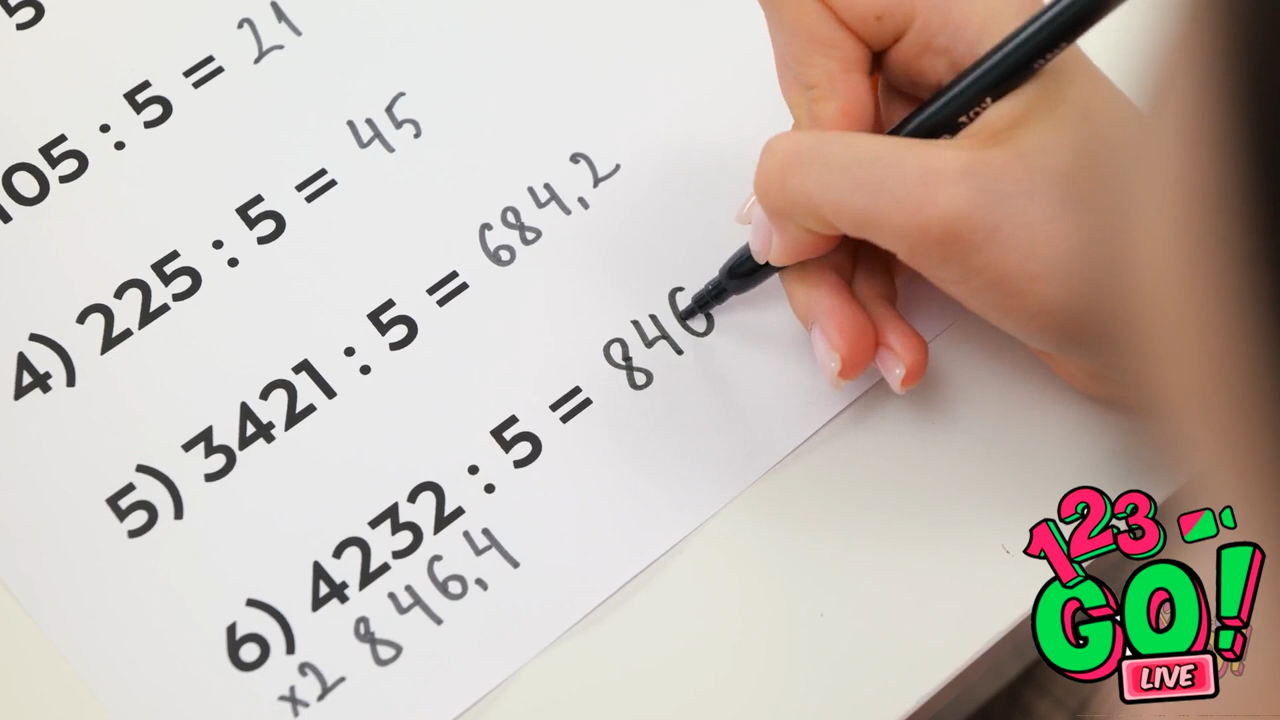 5
105 : 5 = 21
4) 225 : 5 = 45
5) 3421 : 5 = 684,2
6) 4232 : 5 = 846
x2 846,4
123
GO!
LIVE